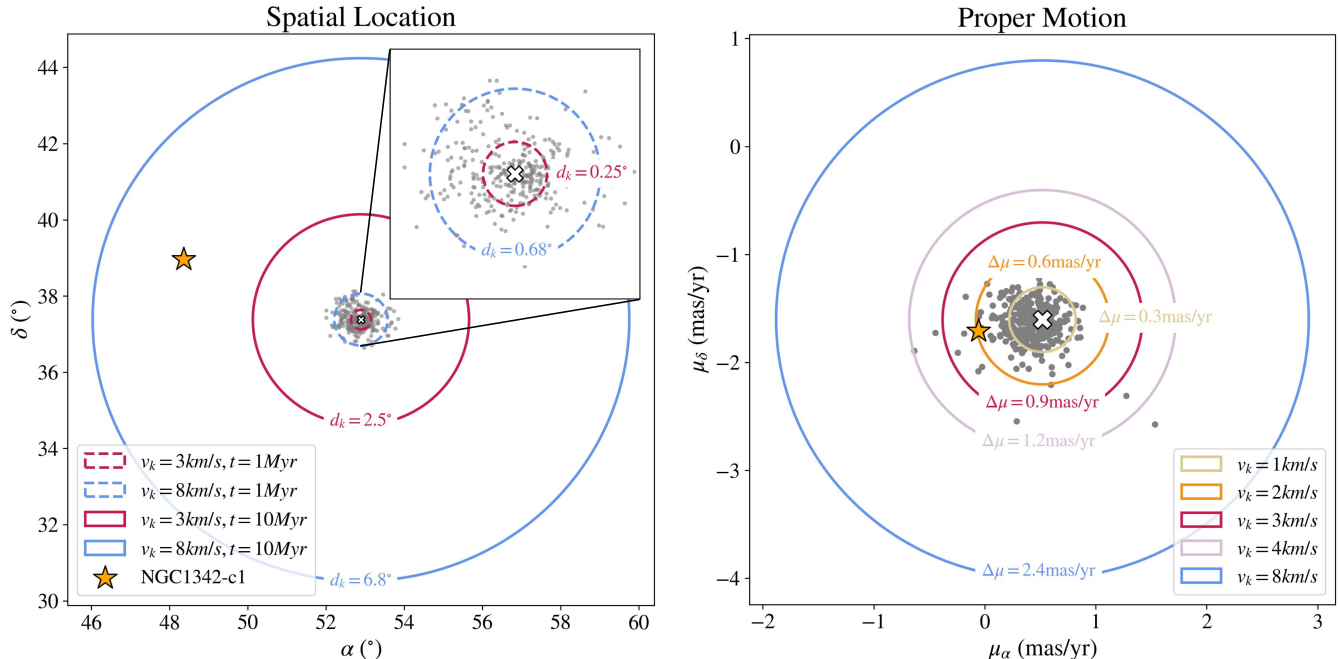 Spatial Location
44
42
40
38
36
34
32
30
δ (°)
46
48
50
52
54
56
58
60
α (°)
d_k = 0.25°
d_k = 0.68°
d_k = 2.5°
d_k = 6.8°
v_k = 3km/s, t = 1Myr
v_k = 8km/s, t = 1Myr
v_k = 3km/s, t = 10Myr
v_k = 8km/s, t = 10Myr
NGC1342-c1
Proper Motion
1
0
−1
−2
−3
−4
μ_δ (mas/yr)
−2
−1
0
1
2
3
μ_α (mas/yr)
Δμ = 0.6mas/yr
Δμ = 0.3mas/yr
Δμ = 0.9mas/yr
Δμ = 1.2mas/yr
Δμ = 2.4mas/yr
v_k = 1km/s
v_k = 2km/s
v_k = 3km/s
v_k = 4km/s
v_k = 8km/s